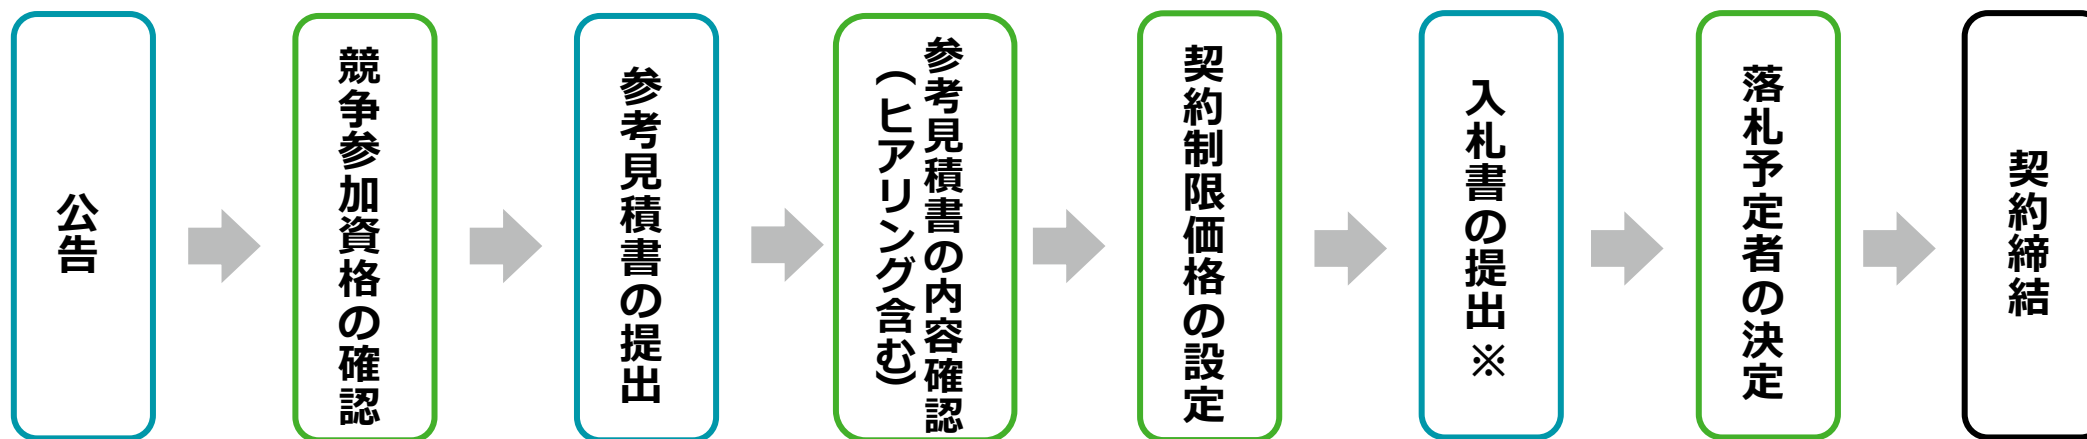 公告
競争参加資格の確認
参考見積書の提出
参考見積書の内容確認
（ヒアリング含む）
契約制限価格の設定
入札書の提出※
落札予定者の決定
契約締結